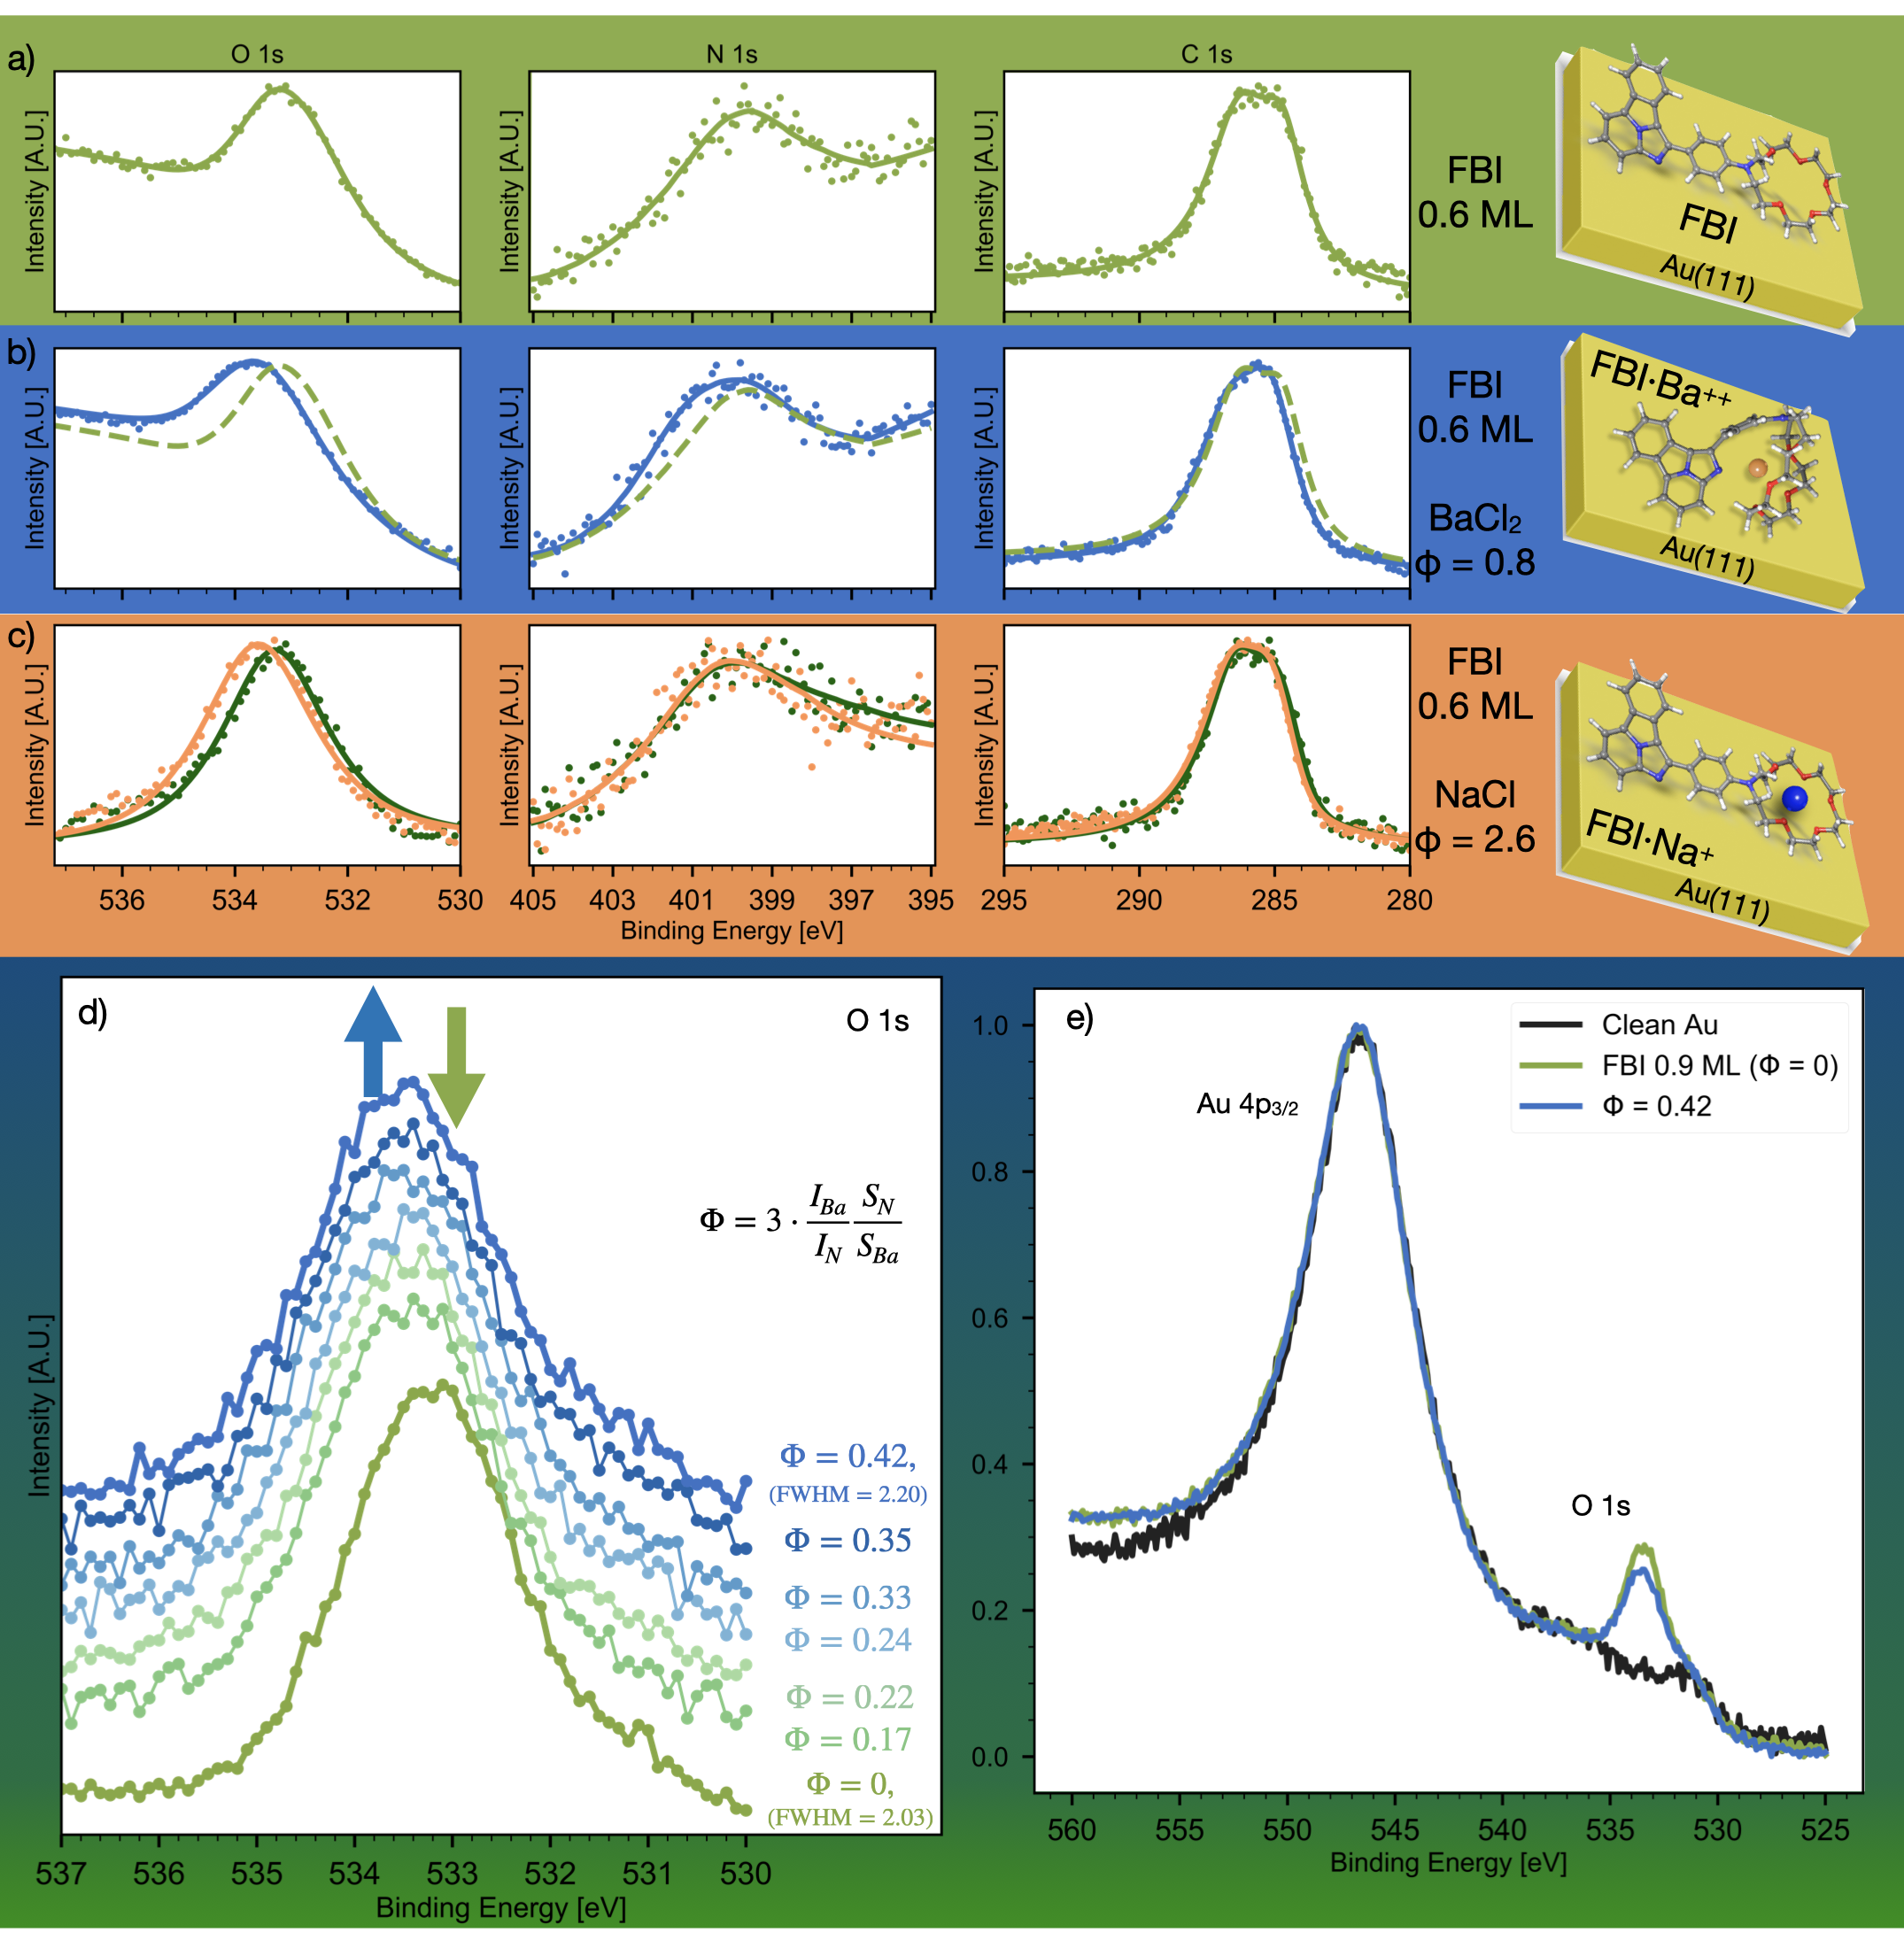 a)
O 1s
N 1s
C 1s
Intensity [A.U.]
Intensity [A.U.]
Intensity [A.U.]
FBI
0.6 ML
FBI
Au(111)
b)
Intensity [A.U.]
Intensity [A.U.]
Intensity [A.U.]
FBI
0.6 ML
BaCl₂
ϕ = 0.8
FBI·Ba⁺⁺
Au(111)
c)
Intensity [A.U.]
Intensity [A.U.]
Intensity [A.U.]
FBI
0.6 ML
NaCl
ϕ = 2.6
FBI·Na⁺
Au(111)
536 534 532 530
405 403 401 399 397 395
295 290 285 280
Binding Energy [eV]
d)
O 1s
Φ = 3 · I_Ba/I_N S_N/S_Ba
Intensity [A.U.]
Φ = 0.42,
(FWHM = 2.20)
Φ = 0.35
Φ = 0.33
Φ = 0.24
Φ = 0.22
Φ = 0.17
Φ = 0,
(FWHM = 2.03)
537 536 535 534 533 532 531 530
Binding Energy [eV]
e)
Clean Au
FBI 0.9 ML (Φ = 0)
Φ = 0.42
Au 4p₃/₂
O 1s
1.0
0.8
0.6
0.4
0.2
0.0
560 555 550 545 540 535 530 525
Binding Energy [eV]